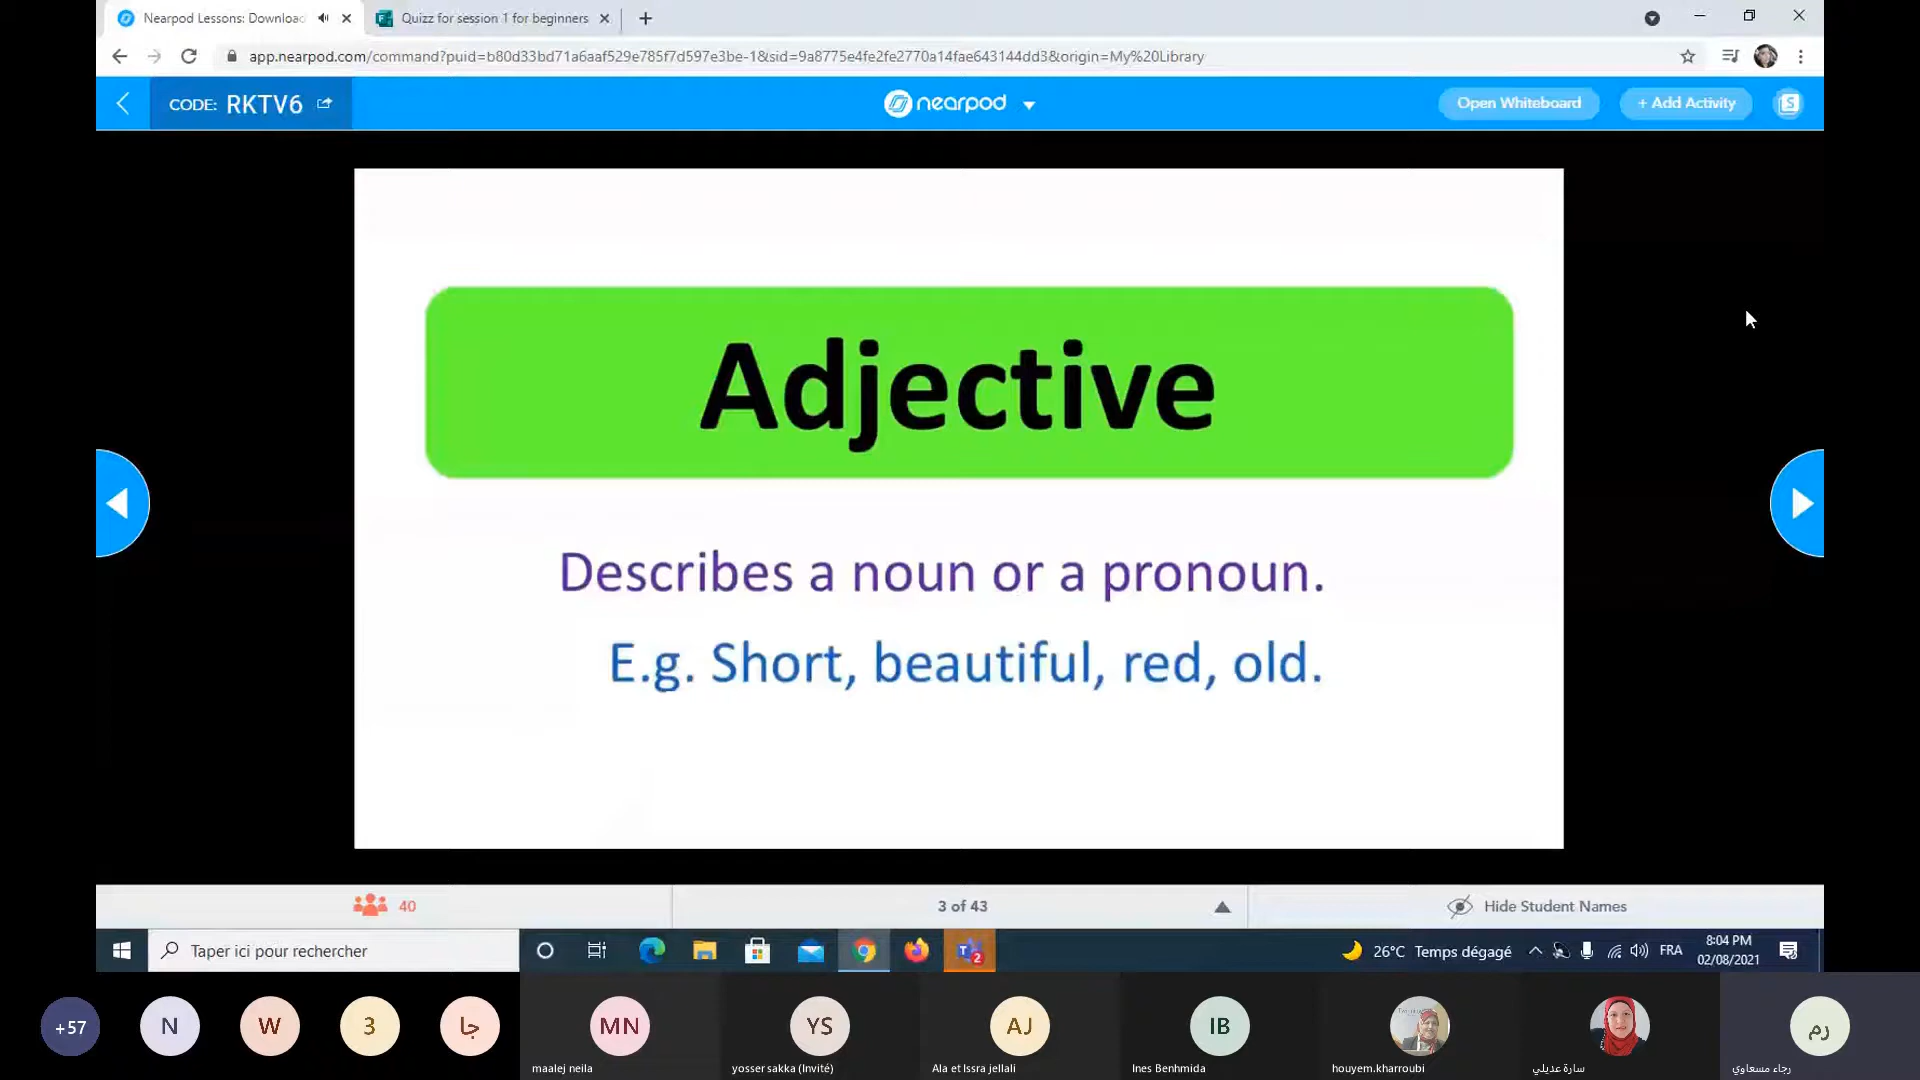 Nearpod Lessons: Downloac
Quizz for session 1 for beginners
app.nearpod.com/command?puid=b80d33bd71a6aaf529e785f7d597e3be-1&sid=9a8775e4fe2fe2770a14fae643144dd3&origin=My%20Library
CODE: RKTV6
nearpod
Open Whiteboard
+ Add Activity
S
Adjective
Describes a noun or a pronoun.
E.g. Short, beautiful, red, old.
40
3 of 43
Hide Student Names
Taper ici pour rechercher
2
26°C Temps dégagé
FRA
8:04 PM
02/08/2021
+57
N
W
3
جا
MN
YS
AJ
IB
رم
maalej neila
yosser sakka (Invité)
Ala et Issra jellali
Ines Benhmida
houyem.kharroubi
سارة عديلي
رجاء مسعاوي